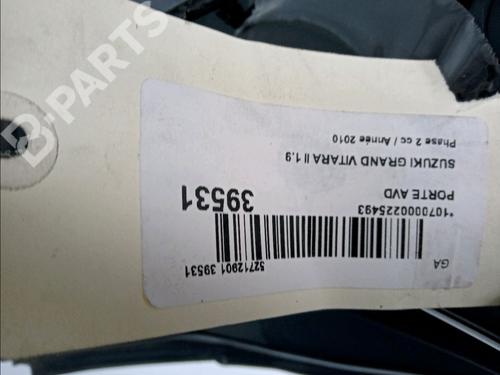 B-PARTS
GA
52712901 39531
*1070000225493
PORTE AVD
39531
SUZUKI GRAND VITARA II 1.9
Phase 2 cc / Année 2010